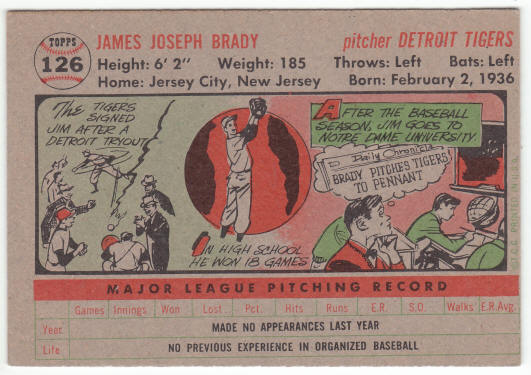 TOPPS
126
JAMES JOSEPH BRADY pitcher DETROIT TIGERS
Height: 6' 2" Weight: 185 Throws: Left Bats: Left
Home: Jersey City, New Jersey Born: February 2, 1936
THE TIGERS
SIGNED
JIM AFTER A
DETROIT TRYOUT
IN HIGH SCHOOL
HE WON 18 GAMES
AFTER THE BASEBALL
SEASON, JIM GOES TO
NOTRE DAME UNIVERSITY.
Daily Chronicle
BRADY PITCHES TIGERS
TO PENNANT
T.C.G. PRINTED IN U.S.A.
MAJOR LEAGUE PITCHING RECORD
Games Innings Won Lost Pct. Hits Runs E.R. S.O. Walks E.R.Avg.
Year MADE NO APPEARANCES LAST YEAR
Life NO PREVIOUS EXPERIENCE IN ORGANIZED BASEBALL